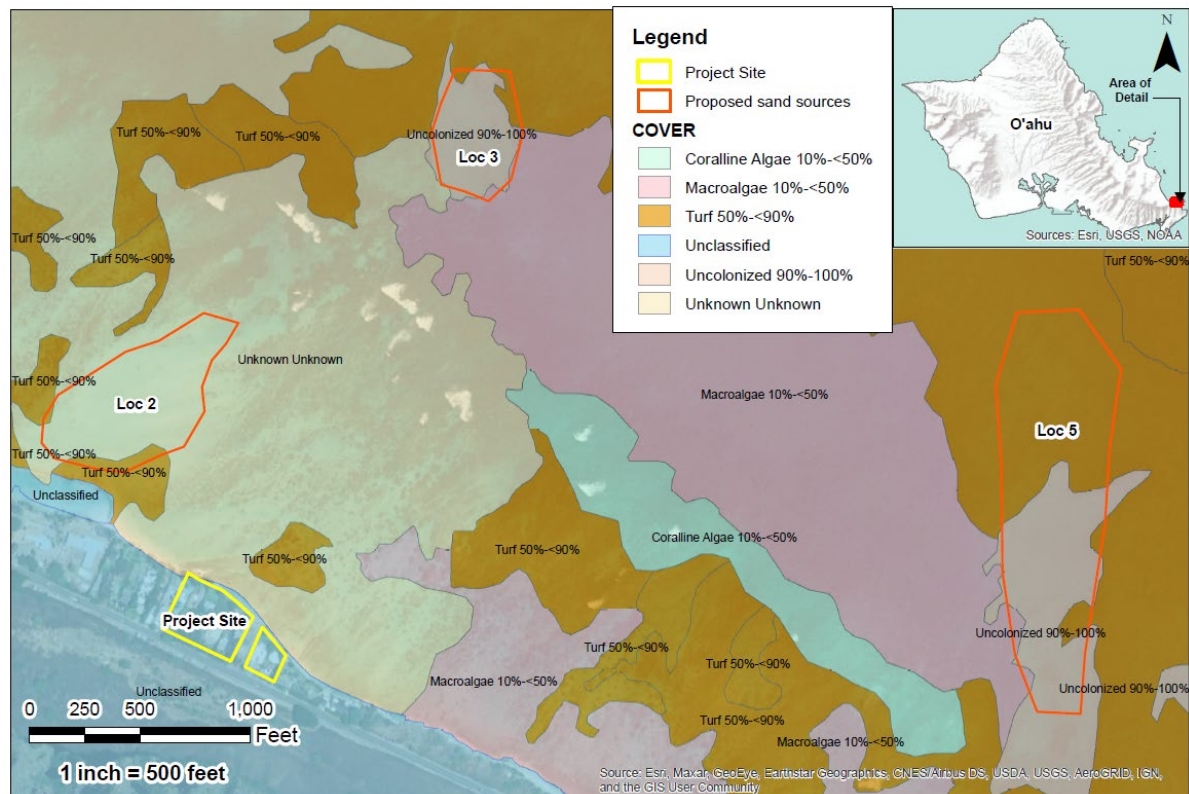 Legend
Project Site
Proposed sand sources
COVER
Coralline Algae 10%-<50%
Macroalgae 10%-<50%
Turf 50%-<90%
Unclassified
Uncolonized 90%-100%
Unknown Unknown
N
Area of
Detail
O'ahu
Sources: Esri, USGS, NOAA
Turf 50%-<90%
Turf 50%-<90%
Uncolonized 90%-100%
Loc 3
Turf 50%-<90%
Turf 50%-<90%
Turf 50%-<90%
Unknown Unknown
Turf 50%-<90%
Loc 2
Macroalgae 10%-<50%
Loc 5
Turf 50%-<90%
Turf 50%-<90%
Unclassified
Coralline Algae 10%-<50%
Turf 50%-<90%
Turf 50%-<90%
Project Site
Uncolonized 90%-100%
Turf 50%-<90%
Turf 50%-<90%
Macroalgae 10%-<50%
Unclassified
Uncolonized 90%-100%
Turf 50%-<90%
Macroalgae 10%-<50%
0 250 500 1,000
Feet
1 inch = 500 feet
Source: Esri, Maxar, GeoEye, Earthstar Geographics, CNES/Airbus DS, USDA, USGS, AeroGRID, IGN,
and the GIS User Community